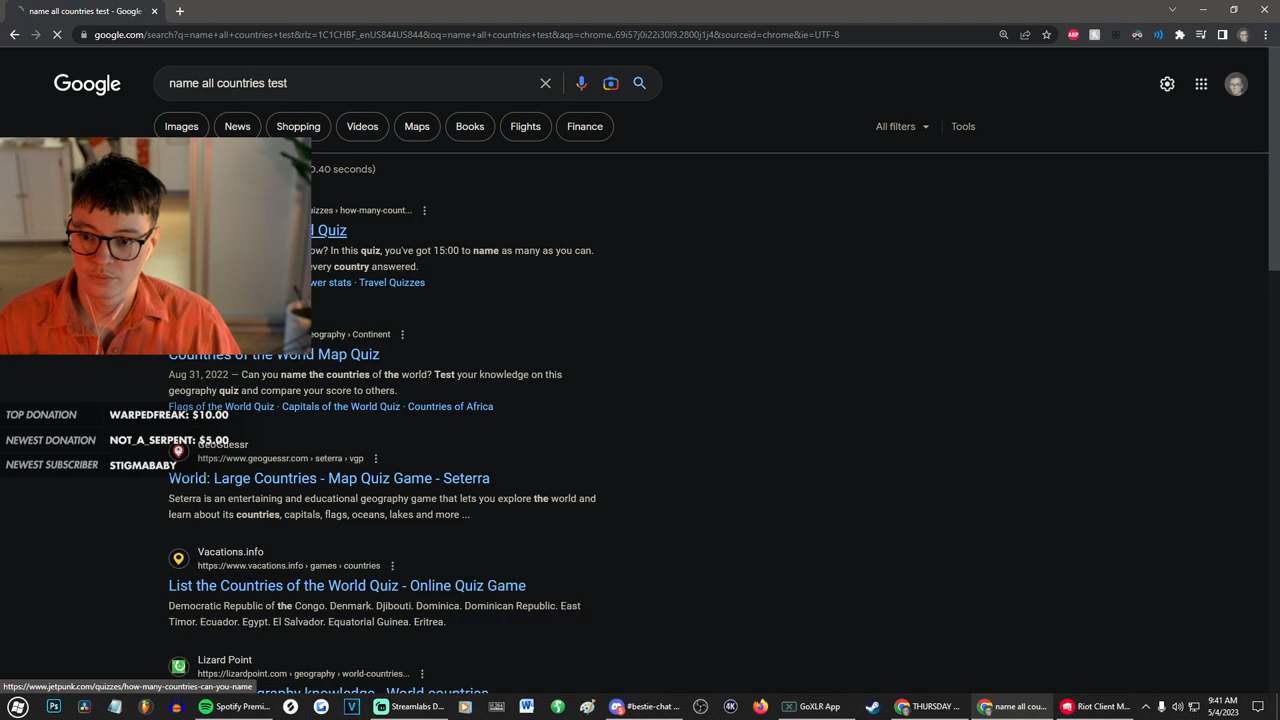 name all countries test - Google
google.com/search?q=name+all+countries+test&rlz=1C1CHBF_enUS844US844&oq=name+all+countries+test&aqs=chrome..69i57j0i22i30l9.2800j1j4&sourceid=chrome&ie=UTF-8
Google
name all countries test
Images
News
Shopping
Videos
Maps
Books
Flights
Finance
All filters
Tools
0.40 seconds)
uizzes › how-many-count...
d Quiz
ow? In this quiz, you've got 15:00 to name as many as you can.
every country answered.
wer stats · Travel Quizzes
eography › Continent
Countries of the World Map Quiz
Aug 31, 2022 — Can you name the countries of the world? Test your knowledge on this
geography quiz and compare your score to others.
Flags of the World Quiz · Capitals of the World Quiz · Countries of Africa
TOP DONATION WARPEDFREAK: $10.00
NEWEST DONATION NOT_A_SERPENT: $5.00
NEWEST SUBSCRIBER STIGMABABY
GeoGuessr
https://www.geoguessr.com › seterra › vgp
World: Large Countries - Map Quiz Game - Seterra
Seterra is an entertaining and educational geography game that lets you explore the world and
learn about its countries, capitals, flags, oceans, lakes and more ...
Vacations.info
https://www.vacations.info › games › countries
List the Countries of the World Quiz - Online Quiz Game
Democratic Republic of the Congo. Denmark. Djibouti. Dominica. Dominican Republic. East
Timor. Ecuador. Egypt. El Salvador. Equatorial Guinea. Eritrea.
Lizard Point
https://lizardpoint.com › geography › world-countries...
graphy knowledge - World countries
https://www.jetpunk.com/quizzes/how-many-countries-can-you-name
Spotify Premi...
Streamlabs D...
#bestie-chat ...
GoXLR App
THURSDAY ...
name all cou...
Riot Client M...
9:41 AM
5/4/2023